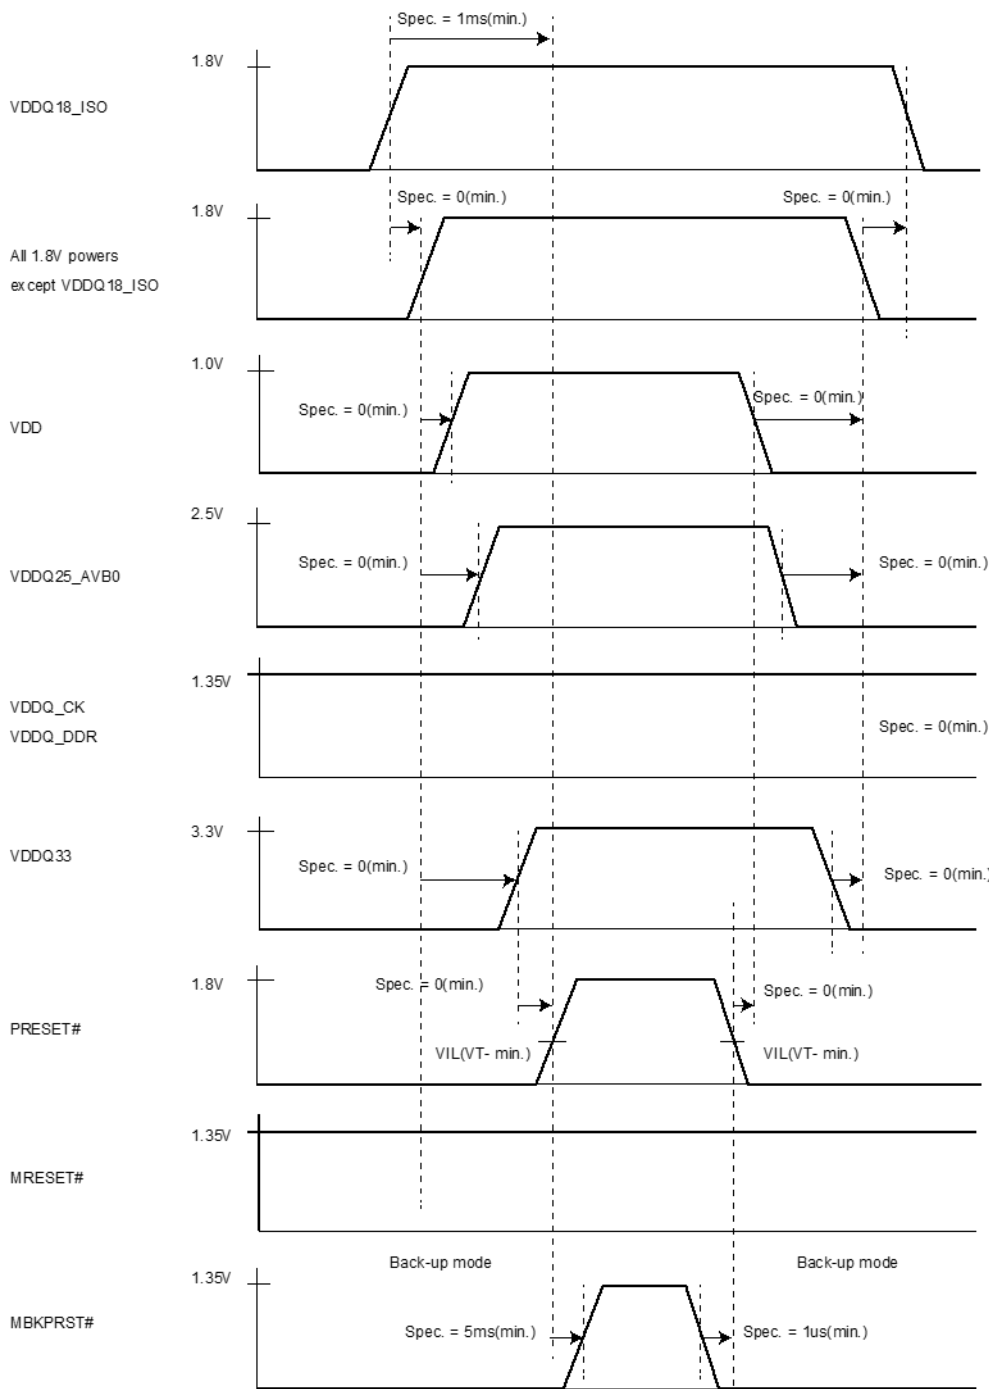 Spec. = 1ms(min.)
1.8V
VDDQ18_ISO
Spec. = 0(min.)
Spec. = 0(min.)
1.8V
All 1.8V powers
except VDDQ18_ISO
1.0V
Spec. = 0(min.)
Spec. = 0(min.)
VDD
2.5V
Spec. = 0(min.)
Spec. = 0(min.)
VDDQ25_AVB0
1.35V
VDDQ_CK
VDDQ_DDR
Spec. = 0(min.)
3.3V
VDDQ33
Spec. = 0(min.)
Spec. = 0(min.)
1.8V
Spec. = 0(min.)
Spec. = 0(min.)
PRESET#
VIL(VT- min.)
VIL(VT- min.)
1.35V
MRESET#
Back-up mode
Back-up mode
1.35V
MBKPRST#
Spec. = 5ms(min.)
Spec. = 1us(min.)